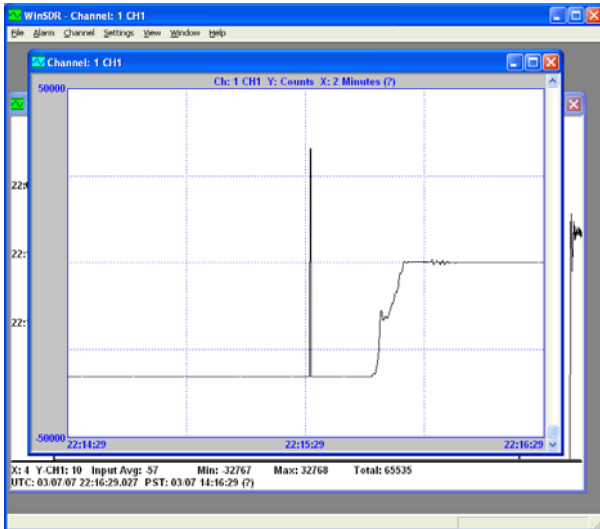 WinSDR - Channel: 1 CH1
File Alarm Channel Settings View Window Help
Channel: 1 CH1
Ch: 1 CH1 Y: Counts X: 2 Minutes (?)
50000
-50000
22:14:29 22:15:29 22:16:29
X: 4 Y-CH1: 10 Input Avg: -57 Min: -32767 Max: 32768 Total: 65535
UTC: 03/07/07 22:16:29.027 PST: 03/07 14:16:29 (?)